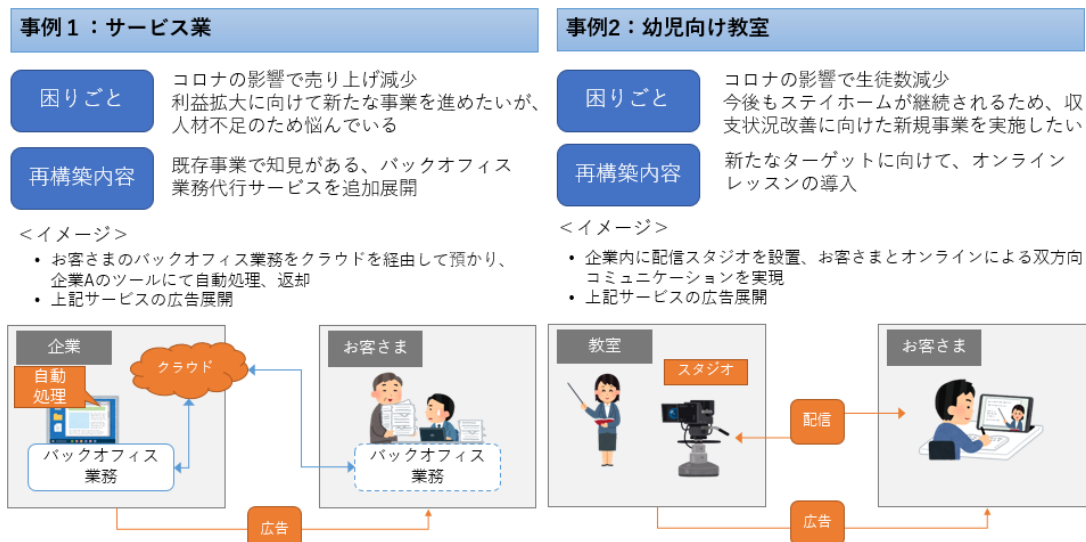 事例１：サービス業
困りごと
コロナの影響で売り上げ減少
利益拡大に向けて新たな事業を進めたいが、
人材不足のため悩んでいる
再構築内容
既存事業で知見がある、バックオフィス
業務代行サービスを追加展開
＜イメージ＞
• お客さまのバックオフィス業務をクラウドを経由して預かり、
企業Aのツールにて自動処理、返却
• 上記サービスの広告展開
企業
クラウド
自動
処理
バックオフィス
業務
お客さま
バックオフィス
業務
広告
事例2：幼児向け教室
困りごと
コロナの影響で生徒数減少
今後もステイホームが継続されるため、収
支状況改善に向けた新規事業を実施したい
再構築内容
新たなターゲットに向けて、オンライン
レッスンの導入
＜イメージ＞
• 企業内に配信スタジオを設置、お客さまとオンラインによる双方向
コミュニケーションを実現
• 上記サービスの広告展開
教室
スタジオ
配信
お客さま
広告